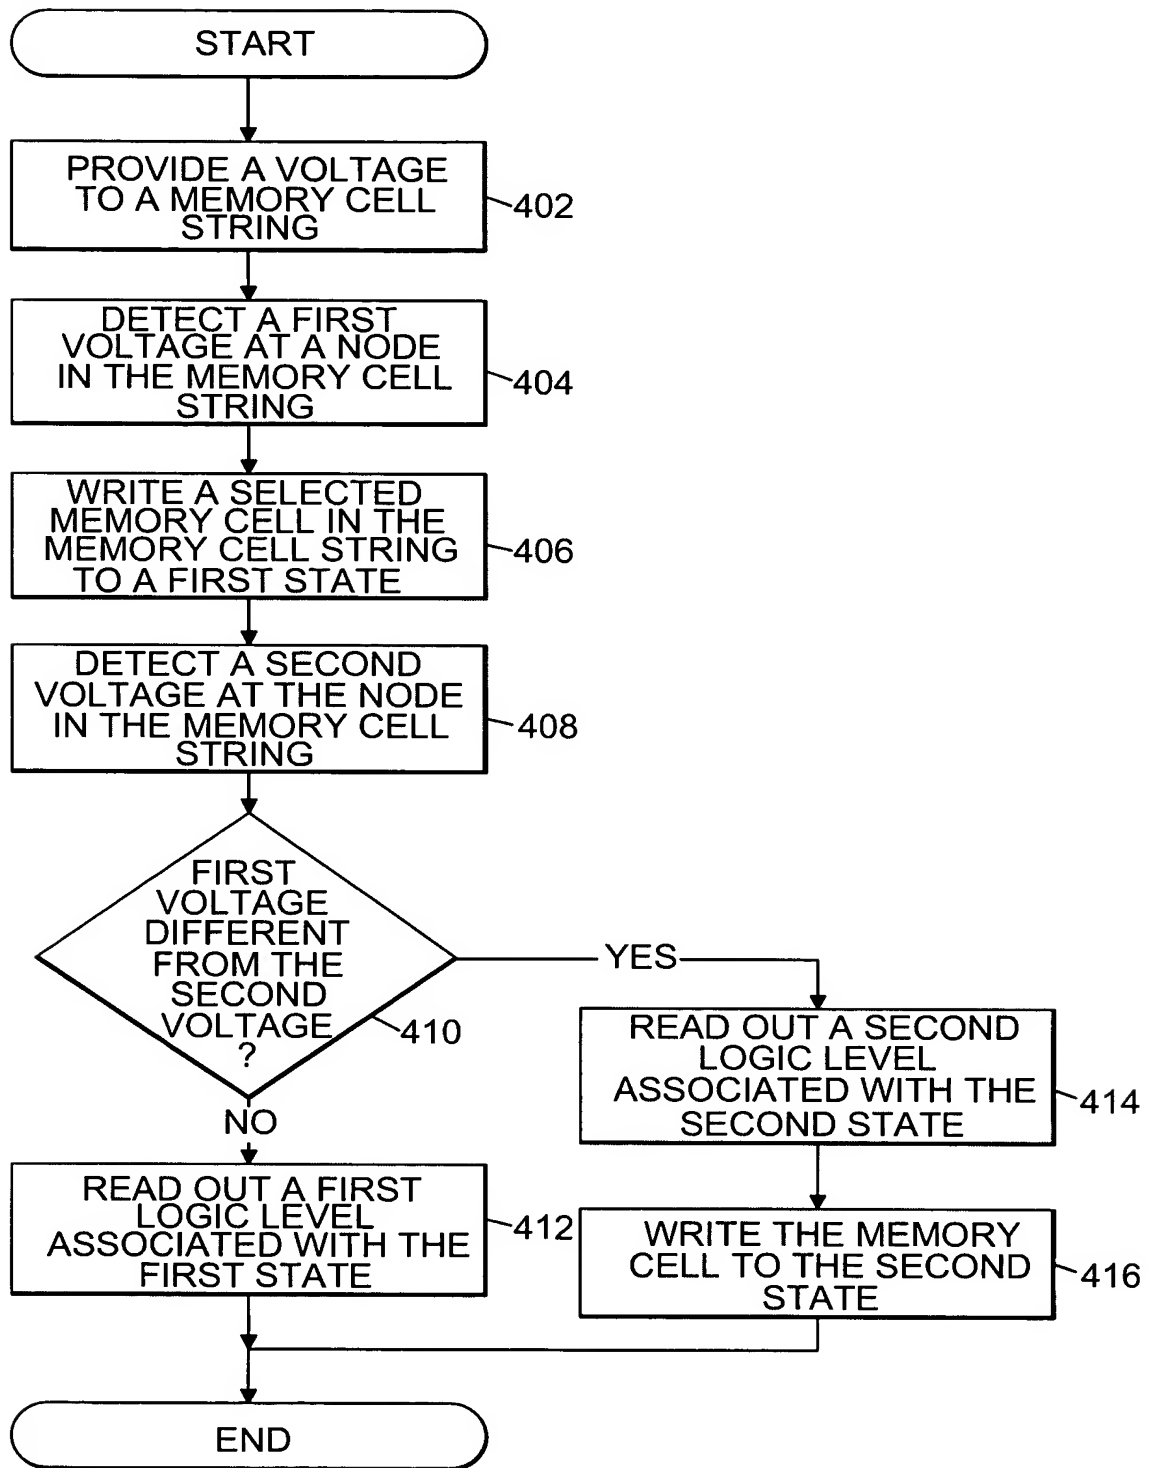 START
PROVIDE A VOLTAGE
TO A MEMORY CELL
STRING
402
DETECT A FIRST
VOLTAGE AT A NODE
IN THE MEMORY CELL
STRING
404
WRITE A SELECTED
MEMORY CELL IN THE
MEMORY CELL STRING
TO A FIRST STATE
406
DETECT A SECOND
VOLTAGE AT THE NODE
IN THE MEMORY CELL
STRING
408
FIRST
VOLTAGE
DIFFERENT
FROM THE
SECOND
VOLTAGE
?
410
YES
NO
READ OUT A SECOND
LOGIC LEVEL
ASSOCIATED WITH THE
SECOND STATE
414
READ OUT A FIRST
LOGIC LEVEL
ASSOCIATED WITH THE
FIRST STATE
412
WRITE THE MEMORY
CELL TO THE SECOND
STATE
416
END